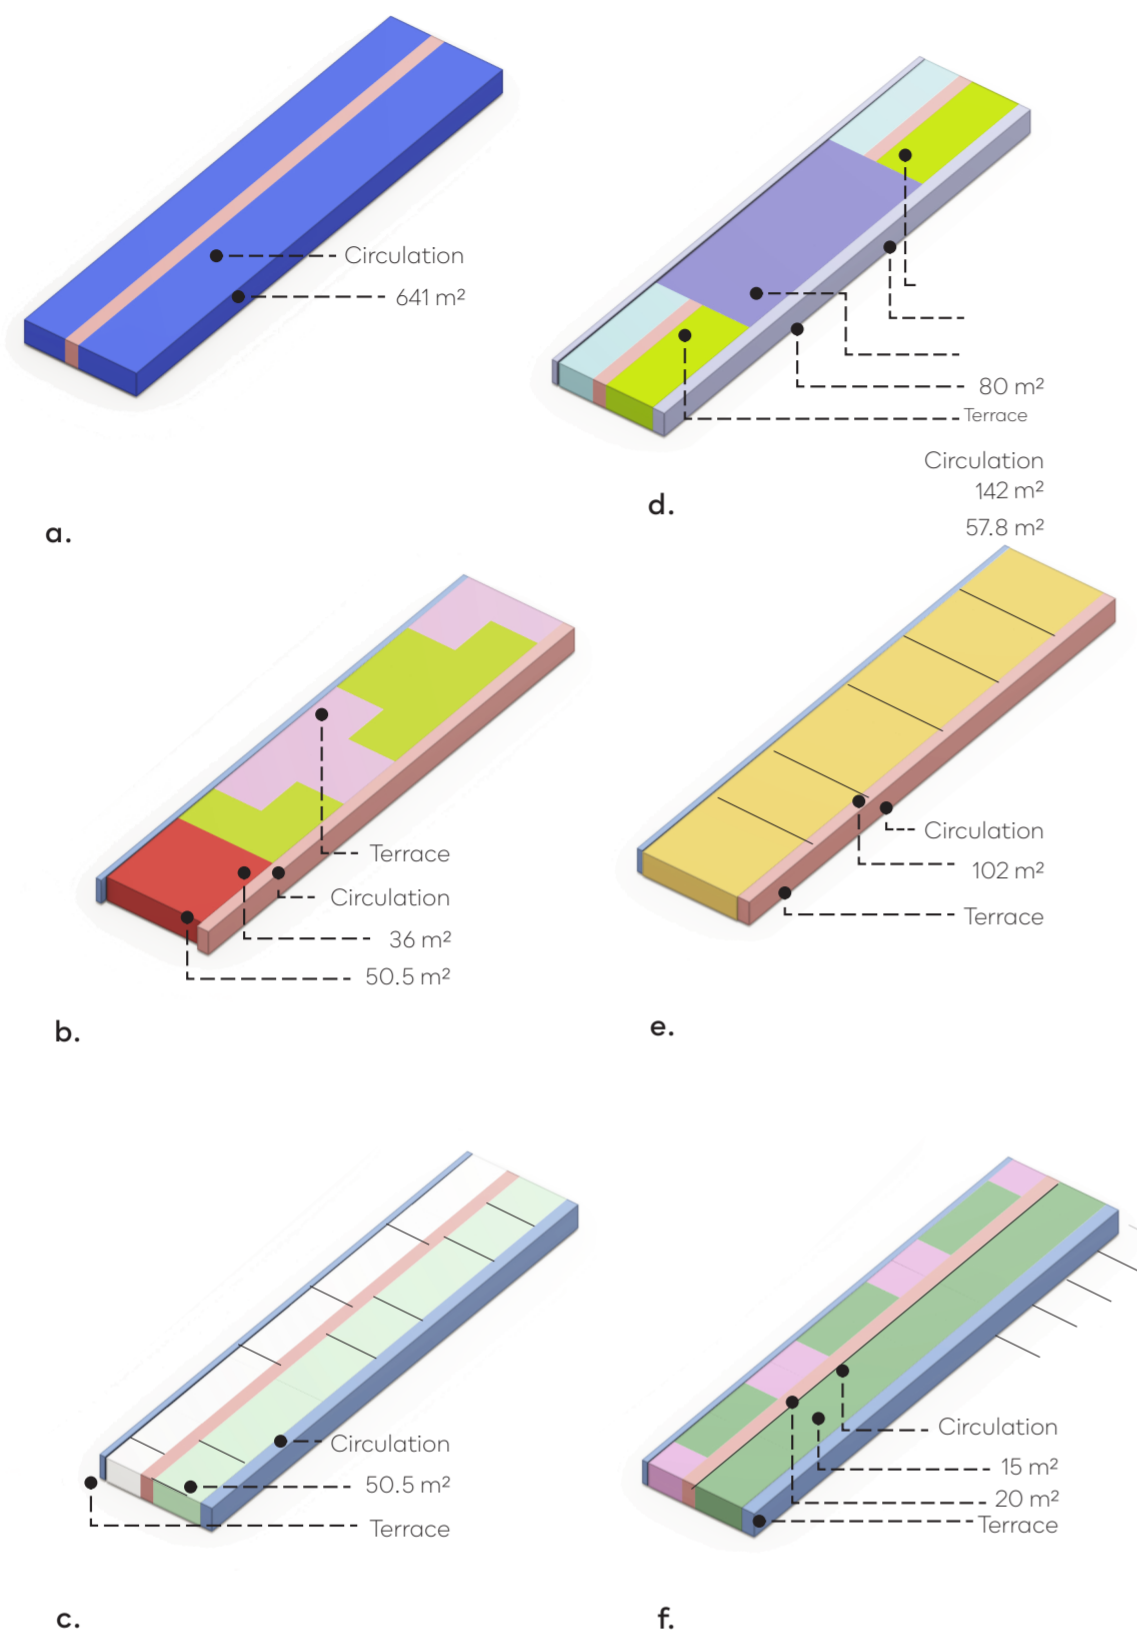 Circulation
641 m²
a.
80 m²
Terrace
Circulation
142 m²
57.8 m²
d.
Terrace
Circulation
36 m²
50.5 m²
b.
Circulation
102 m²
Terrace
e.
Circulation
50.5 m²
Terrace
c.
Circulation
15 m²
20 m²
Terrace
f.